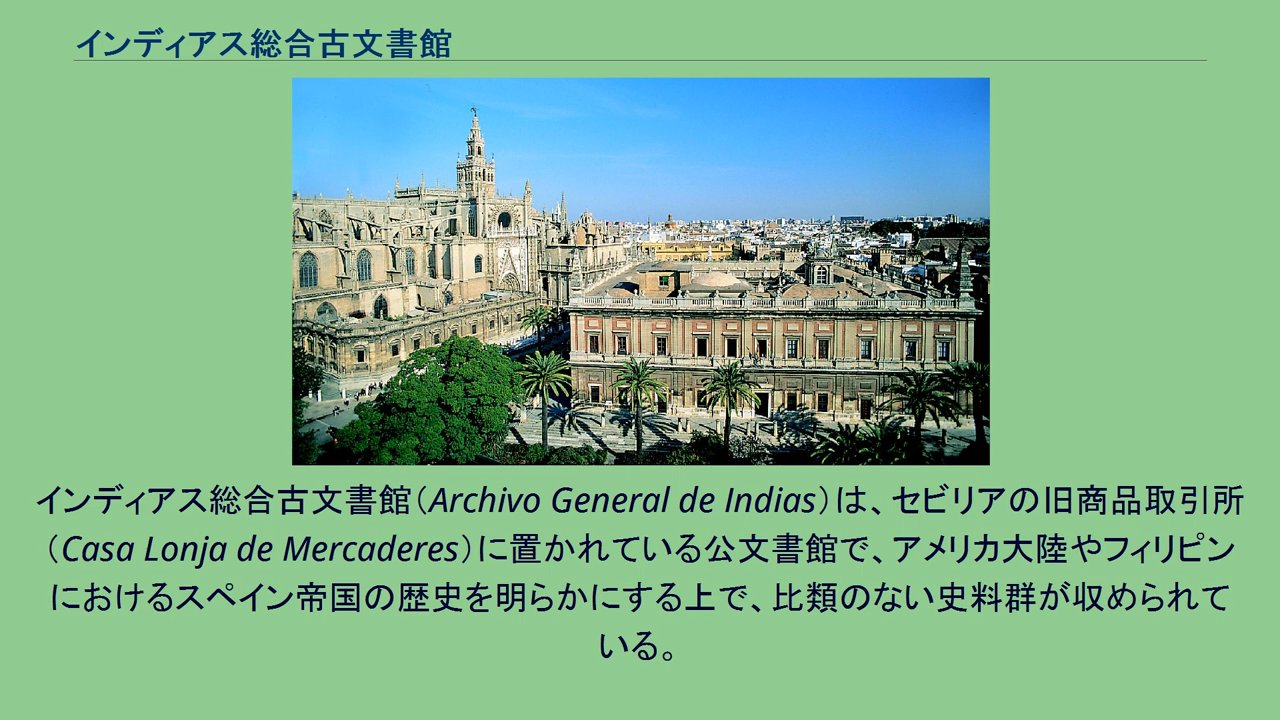 インディアス総合古文書館
インディアス総合古文書館（Archivo General de Indias）は、セビリアの旧商品取引所
（Casa Lonja de Mercaderes）に置かれている公文書館で、アメリカ大陸やフィリピン
におけるスペイン帝国の歴史を明らかにする上で、比類のない史料群が収められて
いる。